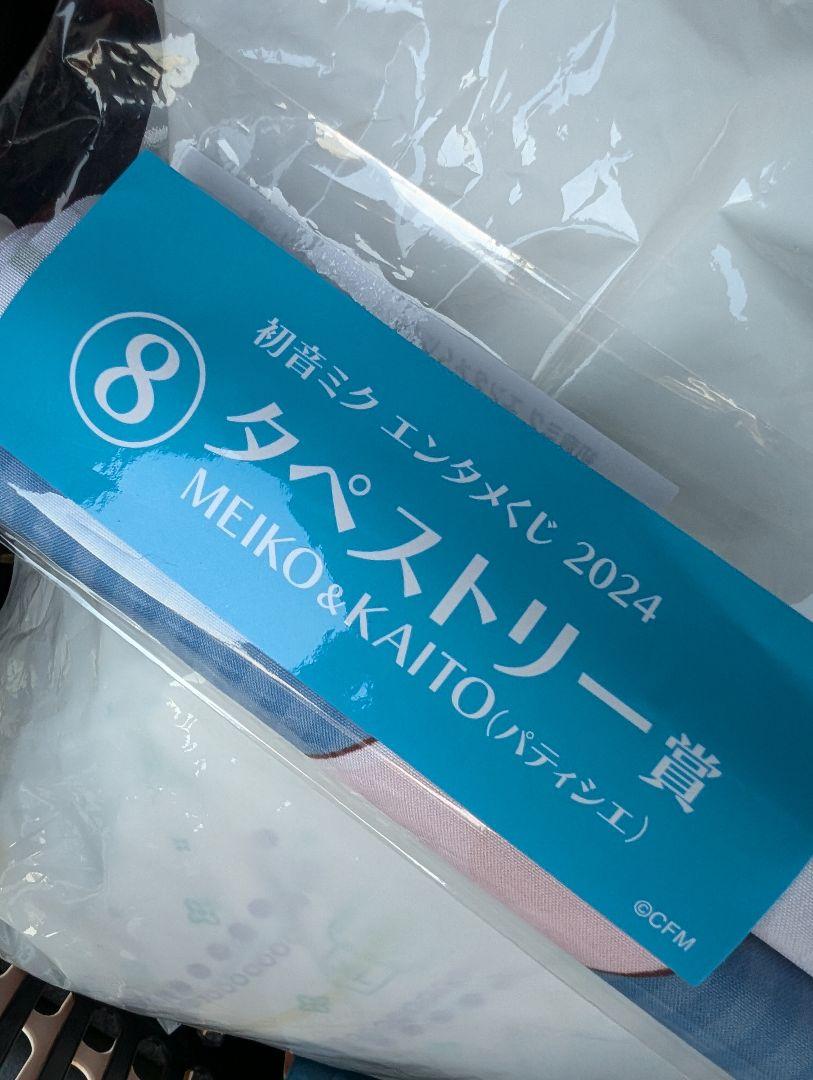 ⑧
初音ミク エンタメくじ 2024
タペストリー賞
MEIKO&KAITO(パティシエ)
©CFM